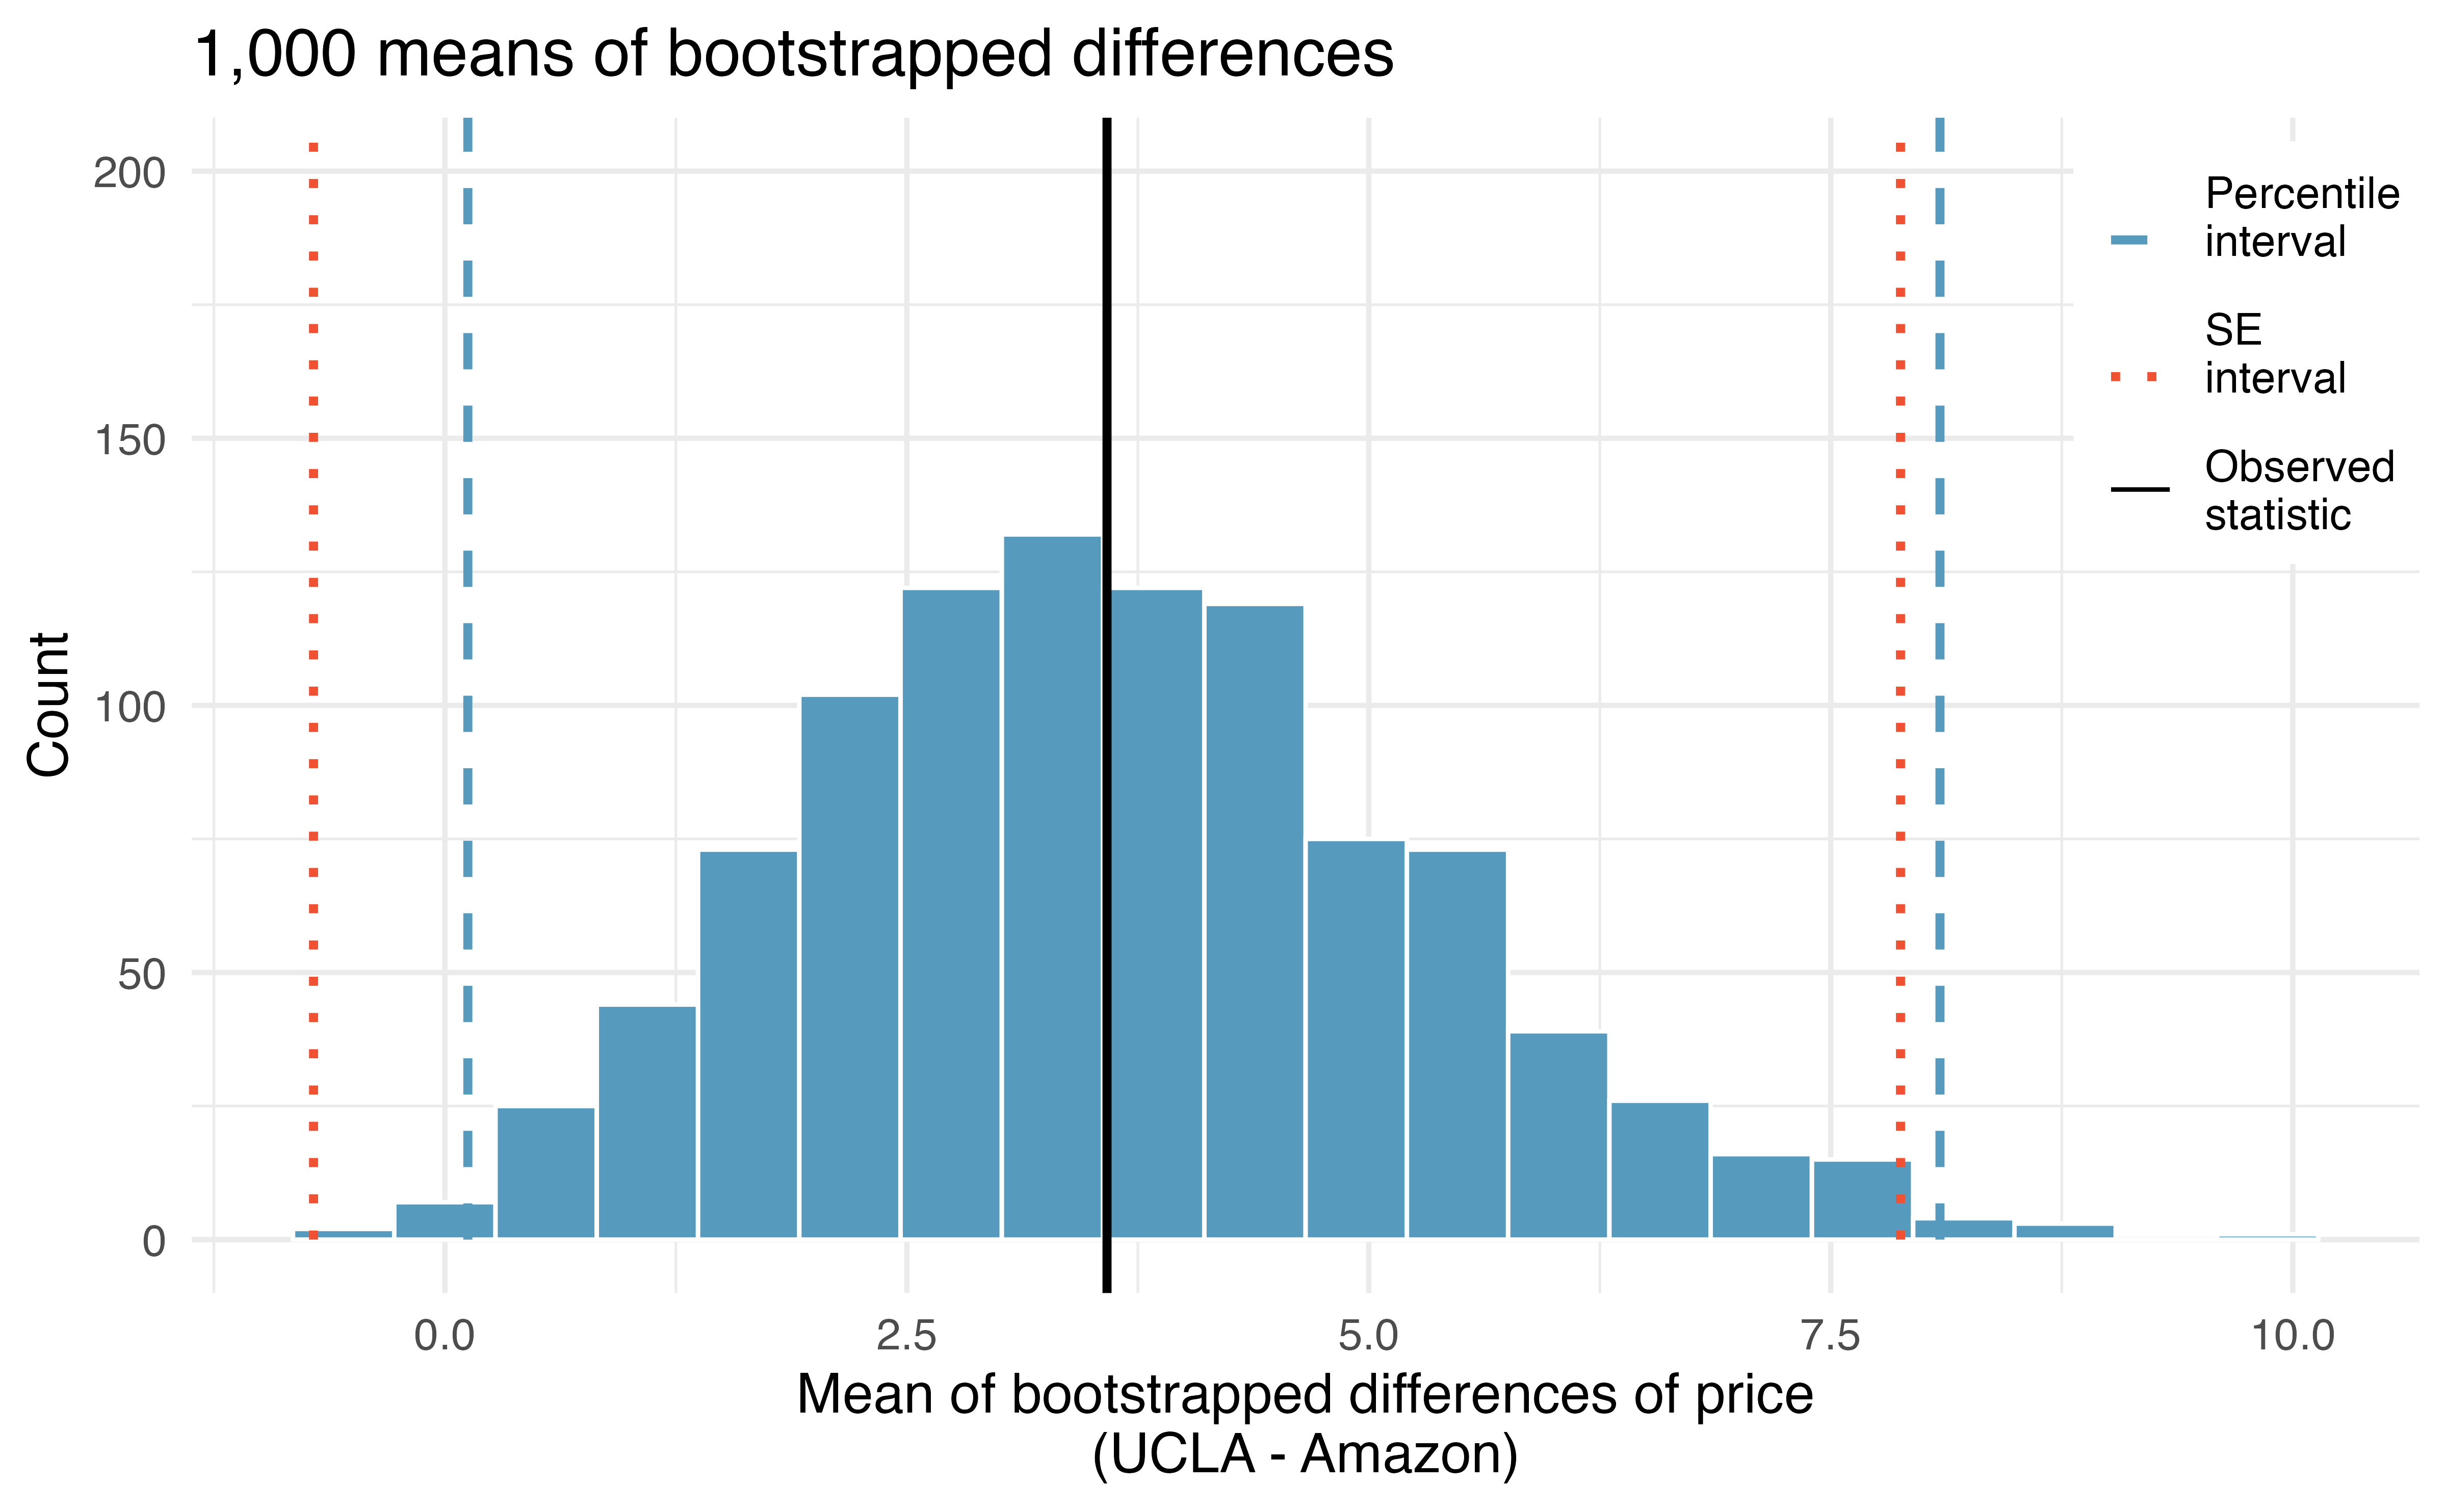 1,000 means of bootstrapped differences
200
150
100
50
0
Count
Percentile
interval
SE
interval
Observed
statistic
0.0 2.5 5.0 7.5 10.0
Mean of bootstrapped differences of price
(UCLA - Amazon)